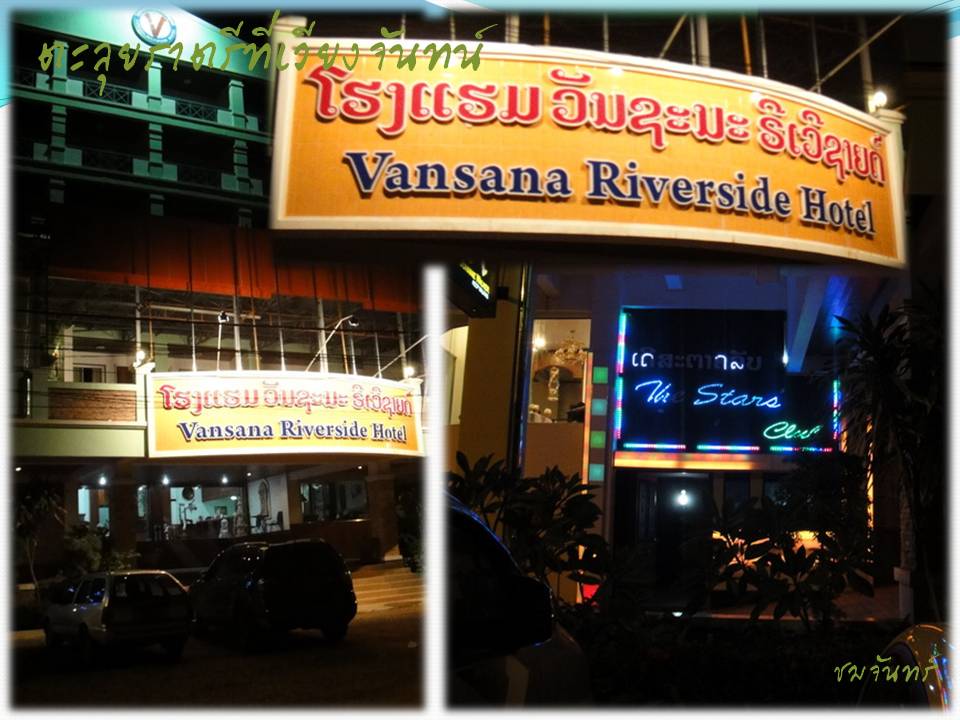 ตะลุยราตรีที่เวียงจันทน์
V
ໂຮງແຮມ ວັນຊະນະ ຣິເວີຊາຍດ໌
Vansana Riverside Hotel
ໂຮງແຮມ ວັນຊະນະ ຣິເວີຊາຍດ໌
Vansana Riverside Hotel
ເດີສະຕາກລັບ
The Stars
Club
ชมจันทร์